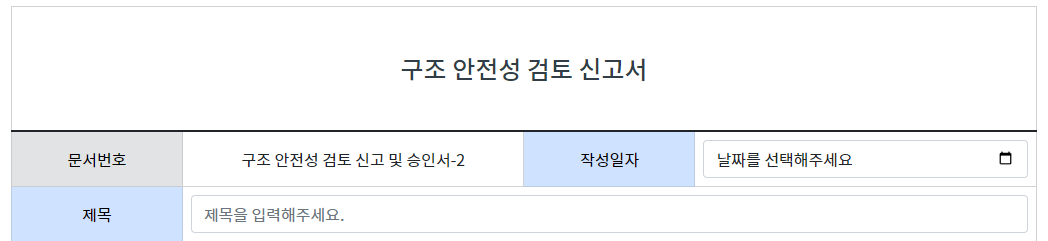 구조 안전성 검토 신고서
문서번호 구조 안전성 검토 신고 및 승인서-2 작성일자 날짜를 선택해주세요
제목 제목을 입력해주세요.